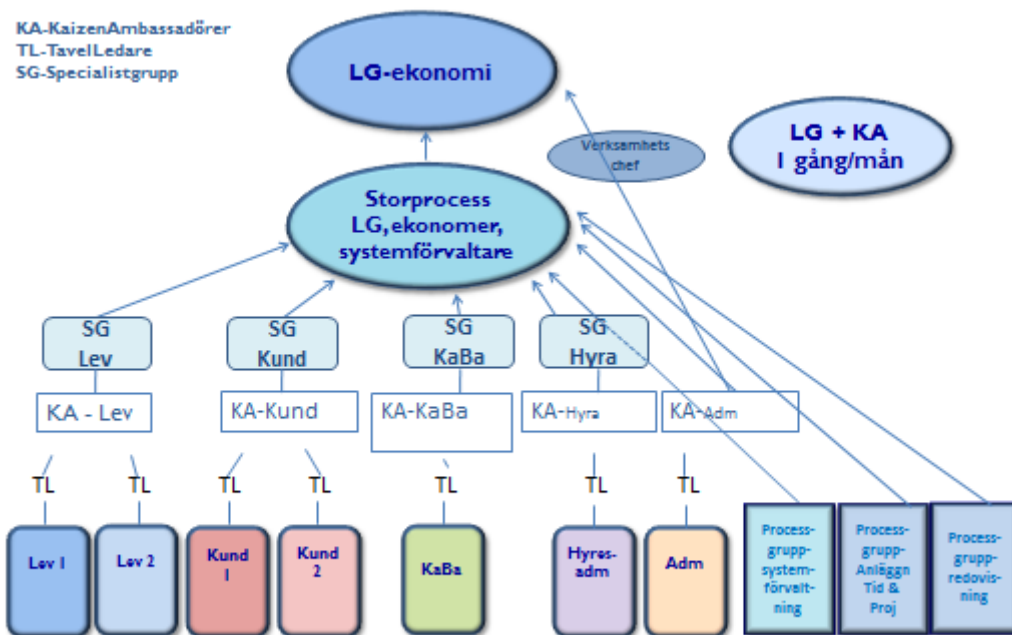 KA-KaizenAmbassadörer
TL-TavelLedare
SG-Specialistgrupp
LG-ekonomi
LG + KA
1 gång/mån
Verksamhets
chef
Storprocess
LG, ekonomer,
systemförvaltare
SG
Lev
SG
Kund
SG
KaBa
SG
Hyra
KA - Lev
KA-Kund
KA-KaBa
KA-Hyra
KA-Adm
TL
TL
TL
TL
TL
TL
TL
Lev 1
Lev 2
Kund
1
Kund
2
KaBa
Hyres-
adm
Adm
Process-
grupp-
system-
förvalt-
ning
Process-
grupp-
Anläggn
Tid &
Proj
Process-
grupp-
redovis-
ning